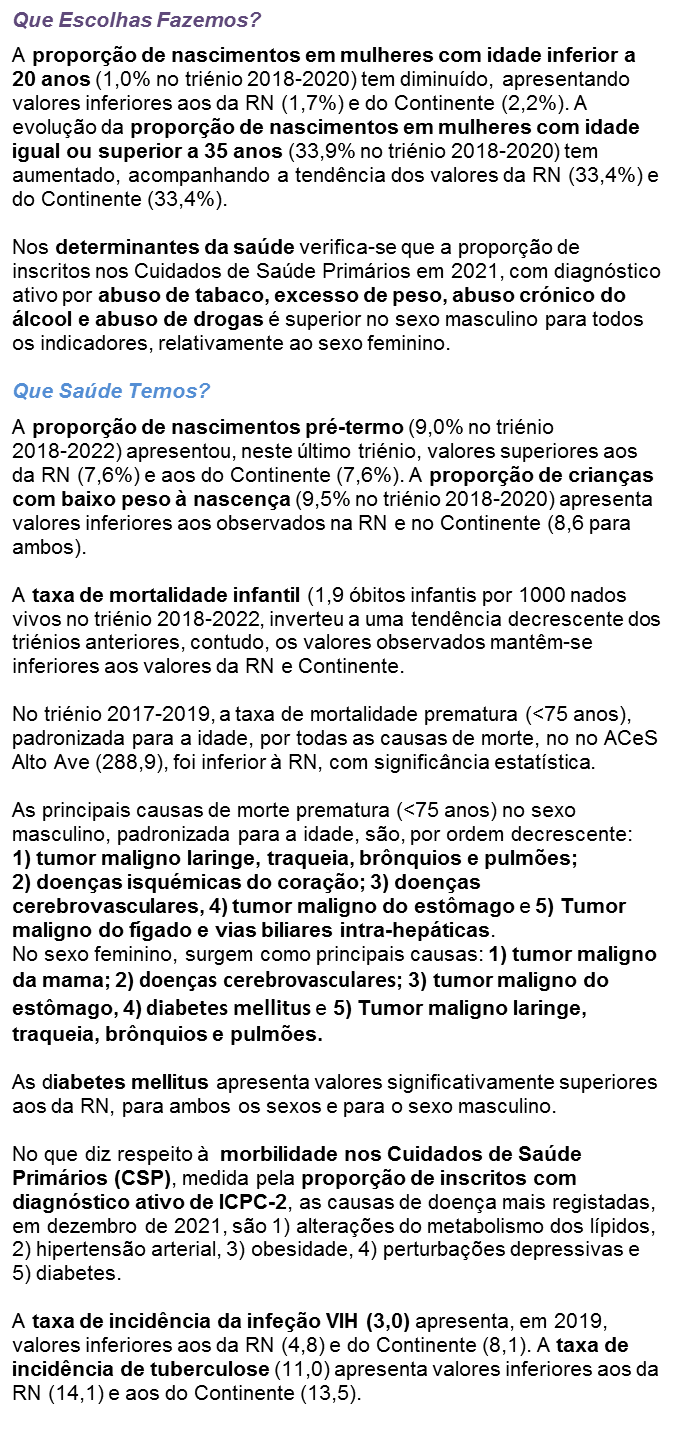 Que Escolhas Fazemos?
A proporção de nascimentos em mulheres com idade inferior a
20 anos (1,0% no triénio 2018-2020) tem diminuído, apresentando
valores inferiores aos da RN (1,7%) e do Continente (2,2%). A
evolução da proporção de nascimentos em mulheres com idade
igual ou superior a 35 anos (33,9% no triénio 2018-2020) tem
aumentado, acompanhando a tendência dos valores da RN (33,4%) e
do Continente (33,4%).
Nos determinantes da saúde verifica-se que a proporção de
inscritos nos Cuidados de Saúde Primários em 2021, com diagnóstico
ativo por abuso de tabaco, excesso de peso, abuso crónico do
álcool e abuso de drogas é superior no sexo masculino para todos
os indicadores, relativamente ao sexo feminino.
Que Saúde Temos?
A proporção de nascimentos pré-termo (9,0% no triénio
2018-2022) apresentou, neste último triénio, valores superiores aos
da RN (7,6%) e aos do Continente (7,6%). A proporção de crianças
com baixo peso à nascença (9,5% no triénio 2018-2020) apresenta
valores inferiores aos observados na RN e no Continente (8,6 para
ambos).
A taxa de mortalidade infantil (1,9 óbitos infantis por 1000 nados
vivos no triénio 2018-2022, inverteu a uma tendência decrescente dos
triénios anteriores, contudo, os valores observados mantêm-se
inferiores aos valores da RN e Continente.
No triénio 2017-2019, a taxa de mortalidade prematura (<75 anos),
padronizada para a idade, por todas as causas de morte, no no ACeS
Alto Ave (288,9), foi inferior à RN, com significância estatística.
As principais causas de morte prematura (<75 anos) no sexo
masculino, padronizada para a idade, são, por ordem decrescente:
1) tumor maligno laringe, traqueia, brônquios e pulmões;
2) doenças isquémicas do coração; 3) doenças
cerebrovasculares, 4) tumor maligno do estômago e 5) Tumor
maligno do fígado e vias biliares intra-hepáticas.
No sexo feminino, surgem como principais causas: 1) tumor maligno
da mama; 2) doenças cerebrovasculares; 3) tumor maligno do
estômago, 4) diabetes mellitus e 5) Tumor maligno laringe,
traqueia, brônquios e pulmões.
As diabetes mellitus apresenta valores significativamente superiores
aos da RN, para ambos os sexos e para o sexo masculino.
No que diz respeito à morbilidade nos Cuidados de Saúde
Primários (CSP), medida pela proporção de inscritos com
diagnóstico ativo de ICPC-2, as causas de doença mais registadas,
em dezembro de 2021, são 1) alterações do metabolismo dos lípidos,
2) hipertensão arterial, 3) obesidade, 4) perturbações depressivas e
5) diabetes.
A taxa de incidência da infeção VIH (3,0) apresenta, em 2019,
valores inferiores aos da RN (4,8) e do Continente (8,1). A taxa de
incidência de tuberculose (11,0) apresenta valores inferiores aos da
RN (14,1) e aos do Continente (13,5).